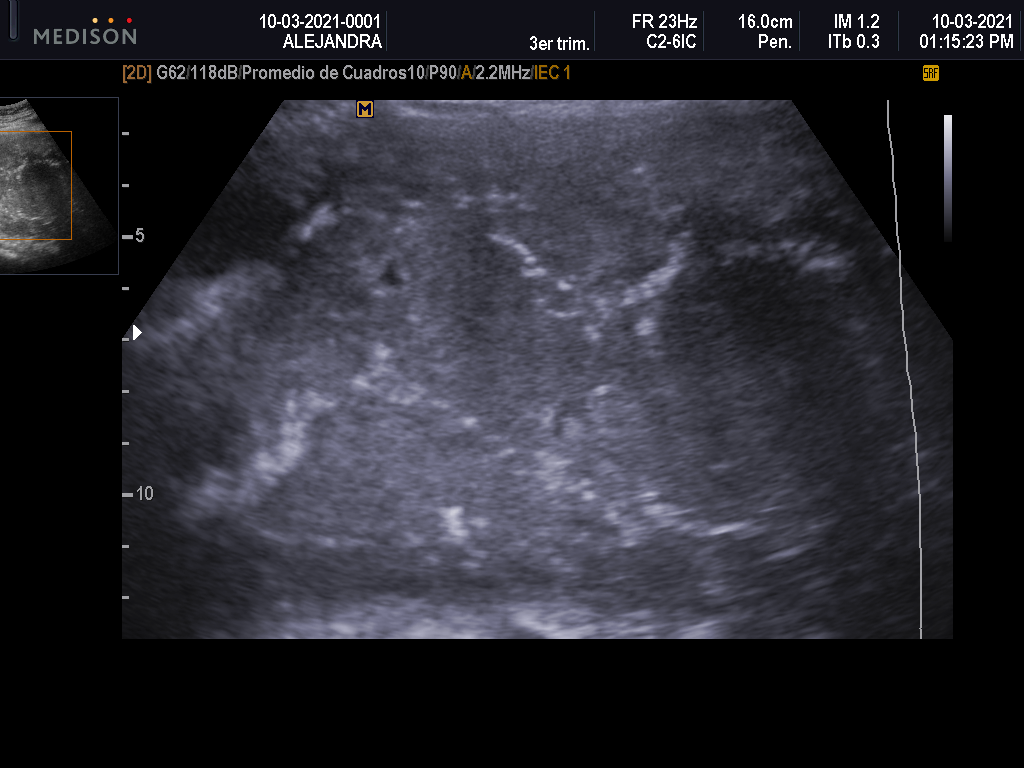 MEDISON
10-03-2021-0001
ALEJANDRA
3er trim.
FR 23Hz
C2-6IC
16.0cm
Pen.
IM 1.2
ITb 0.3
10-03-2021
01:15:23 PM
[2D] G62/118dB/Promedio de Cuadros10/P90/A/2.2MHz/IEC 1
SRF
M
5
10